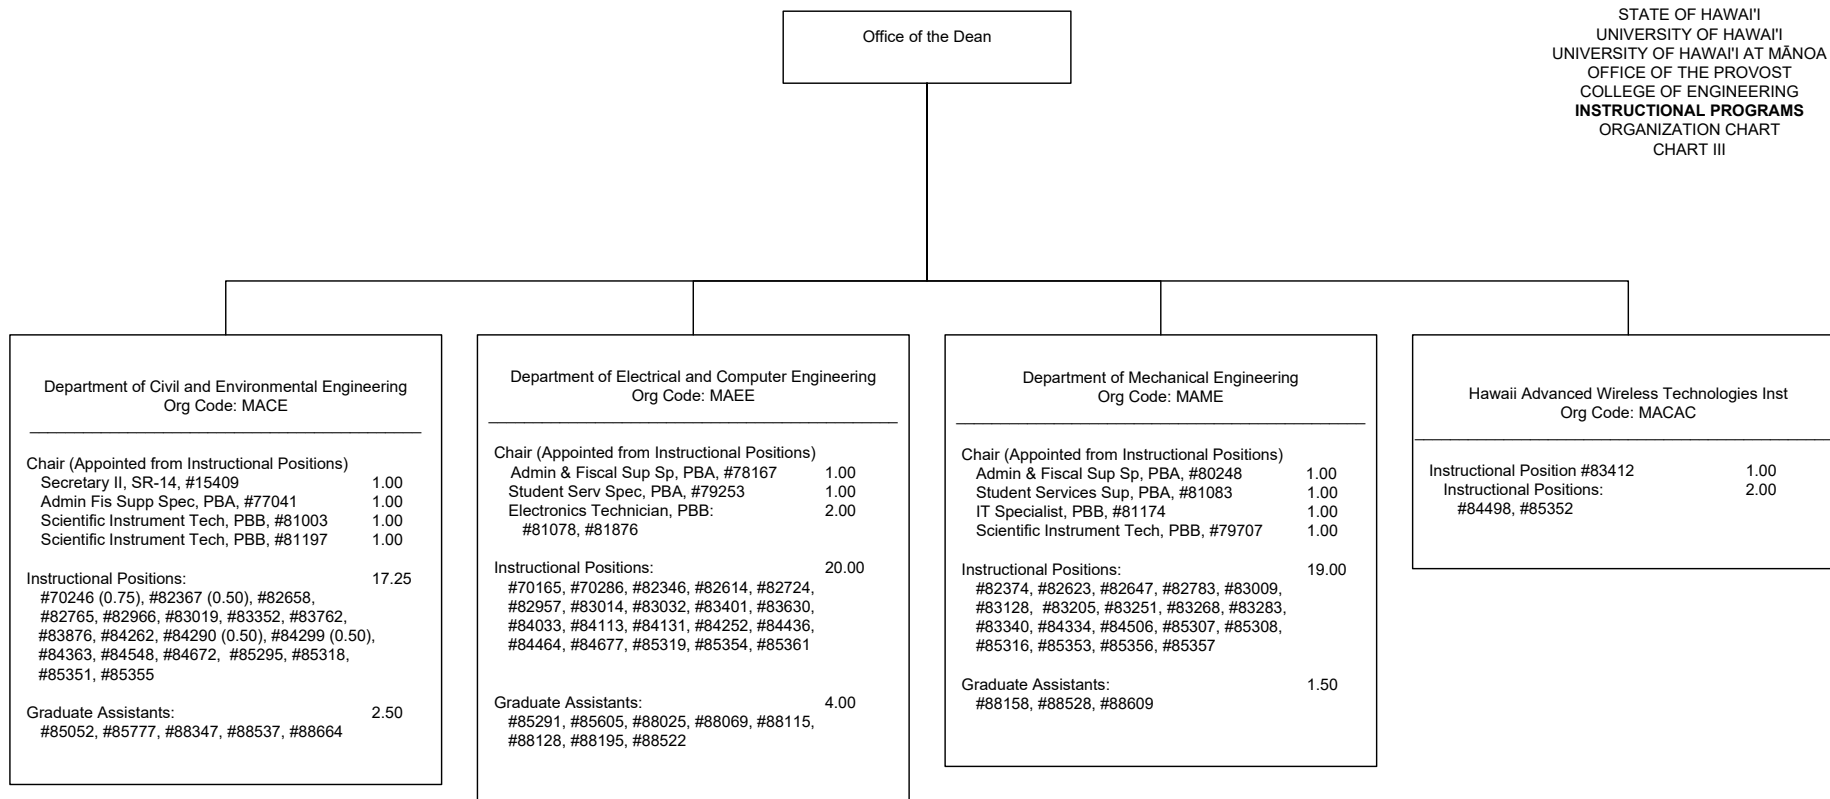 Office of the Dean
STATE OF HAWAI'I
UNIVERSITY OF HAWAI'I
UNIVERSITY OF HAWAI'I AT MĀNOA
OFFICE OF THE PROVOST
COLLEGE OF ENGINEERING
INSTRUCTIONAL PROGRAMS
ORGANIZATION CHART
CHART III
Department of Civil and Environmental Engineering
Org Code: MACE
Chair (Appointed from Instructional Positions)
Secretary II, SR-14, #15409 1.00
Admin Fis Supp Spec, PBA, #77041 1.00
Scientific Instrument Tech, PBB, #81003 1.00
Scientific Instrument Tech, PBB, #81197 1.00
Instructional Positions: 17.25
#70246 (0.75), #82367 (0.50), #82658,
#82765, #82966, #83019, #83352, #83762,
#83876, #84262, #84290 (0.50), #84299 (0.50),
#84363, #84548, #84672, #85295, #85318,
#85351, #85355
Graduate Assistants: 2.50
#85052, #85777, #88347, #88537, #88664
Department of Electrical and Computer Engineering
Org Code: MAEE
Chair (Appointed from Instructional Positions)
Admin & Fiscal Sup Sp, PBA, #78167 1.00
Student Serv Spec, PBA, #79253 1.00
Electronics Technician, PBB: 2.00
#81078, #81876
Instructional Positions: 20.00
#70165, #70286, #82346, #82614, #82724,
#82957, #83014, #83032, #83401, #83630,
#84033, #84113, #84131, #84252, #84436,
#84464, #84677, #85319, #85354, #85361
Graduate Assistants: 4.00
#85291, #85605, #88025, #88069, #88115,
#88128, #88195, #88522
Department of Mechanical Engineering
Org Code: MAME
Chair (Appointed from Instructional Positions)
Admin & Fiscal Sup Sp, PBA, #80248 1.00
Student Services Sup, PBA, #81083 1.00
IT Specialist, PBB, #81174 1.00
Scientific Instrument Tech, PBB, #79707 1.00
Instructional Positions: 19.00
#82374, #82623, #82647, #82783, #83009,
#83128, #83205, #83251, #83268, #83283,
#83340, #84334, #84506, #85307, #85308,
#85316, #85353, #85356, #85357
Graduate Assistants: 1.50
#88158, #88528, #88609
Hawaii Advanced Wireless Technologies Inst
Org Code: MACAC
Instructional Position #83412 1.00
Instructional Positions: 2.00
#84498, #85352